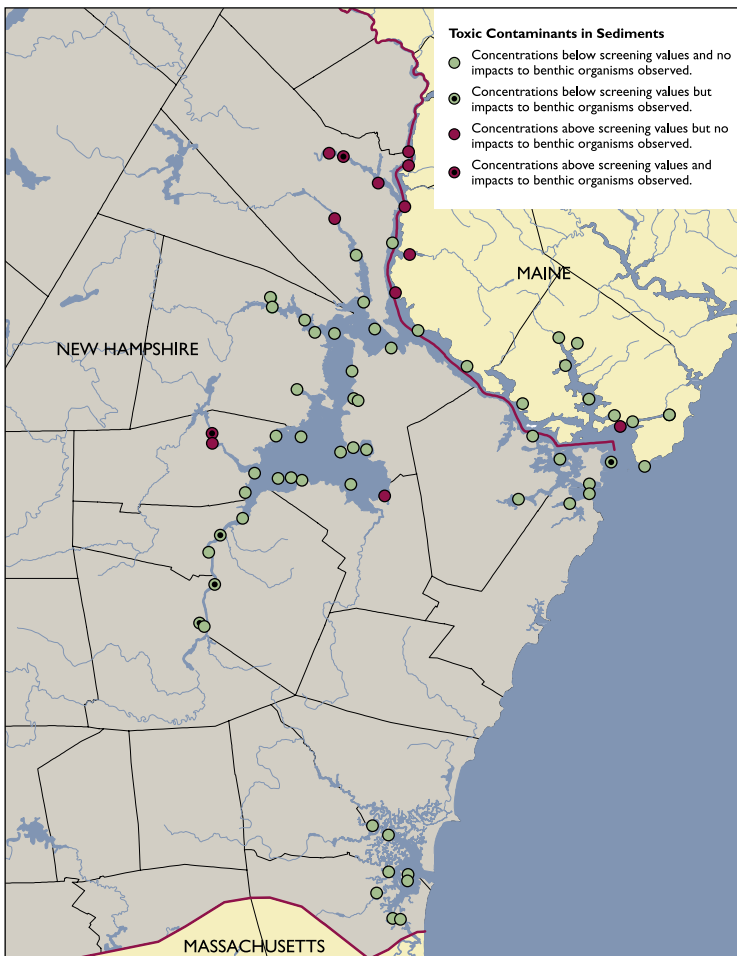 Toxic Contaminants in Sediments
Concentrations below screening values and no
impacts to benthic organisms observed.
Concentrations below screening values but
impacts to benthic organisms observed.
Concentrations above screening values but no
impacts to benthic organisms observed.
Concentrations above screening values and
impacts to benthic organisms observed.
MAINE
NEW HAMPSHIRE
MASSACHUSETTS